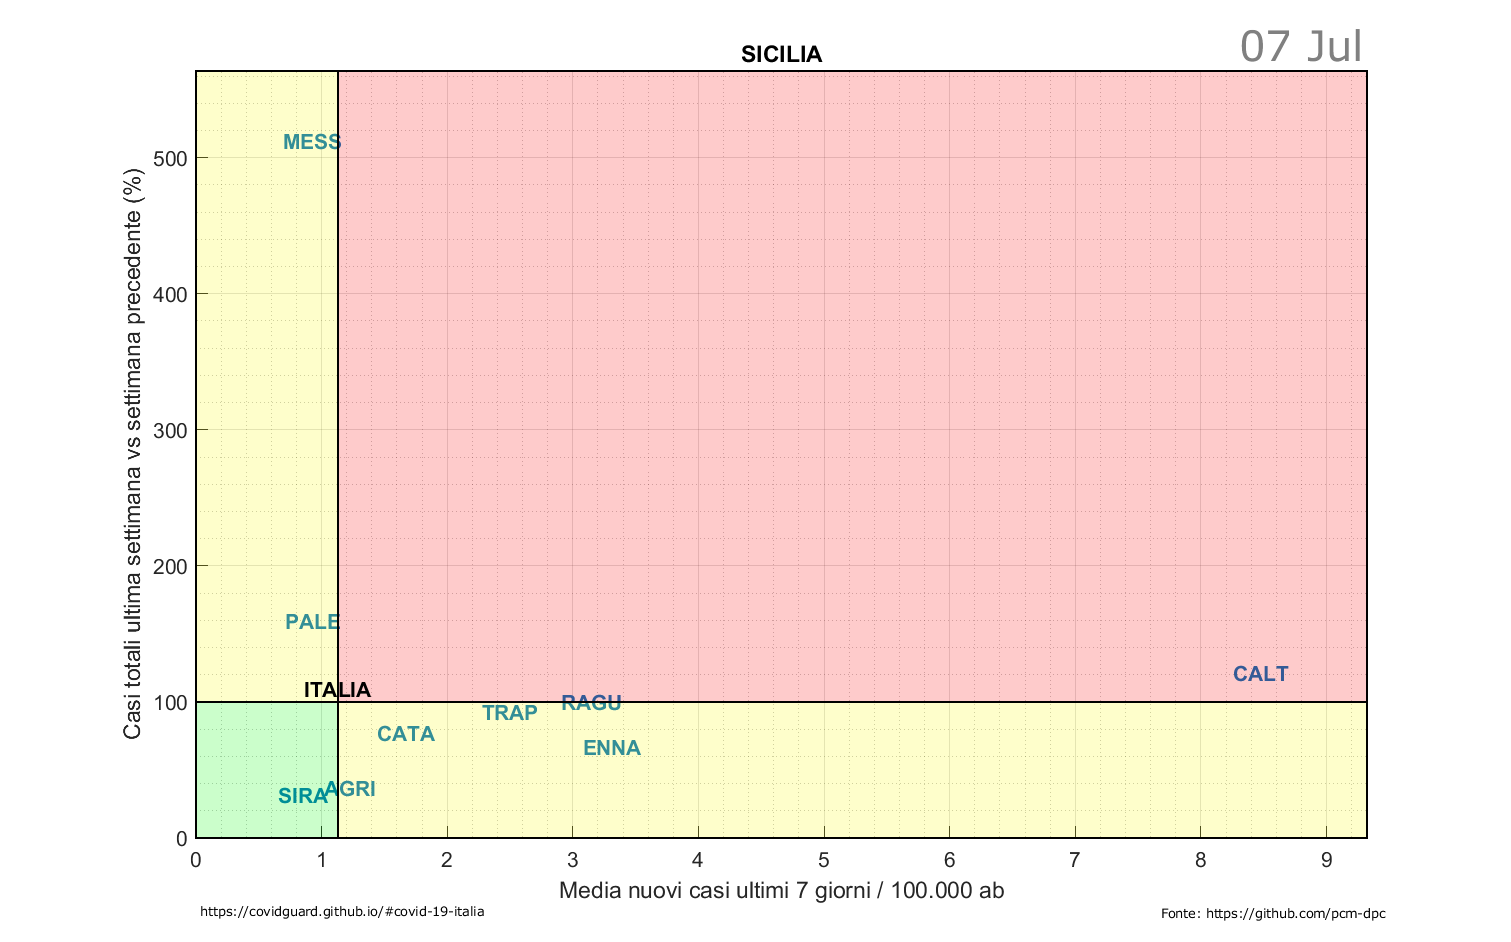 07 Jul
SICILIA
Casi totali ultima settimana vs settimana precedente (%)
500
400
300
200
100
0
MESS
PALE
CALT
ITALIA
RAGU
TRAP
CATA
ENNA
AGRI
SIRA
0 1 2 3 4 5 6 7 8 9
Media nuovi casi ultimi 7 giorni / 100.000 ab
https://covidguard.github.io/#covid-19-italia
Fonte: https://github.com/pcm-dpc